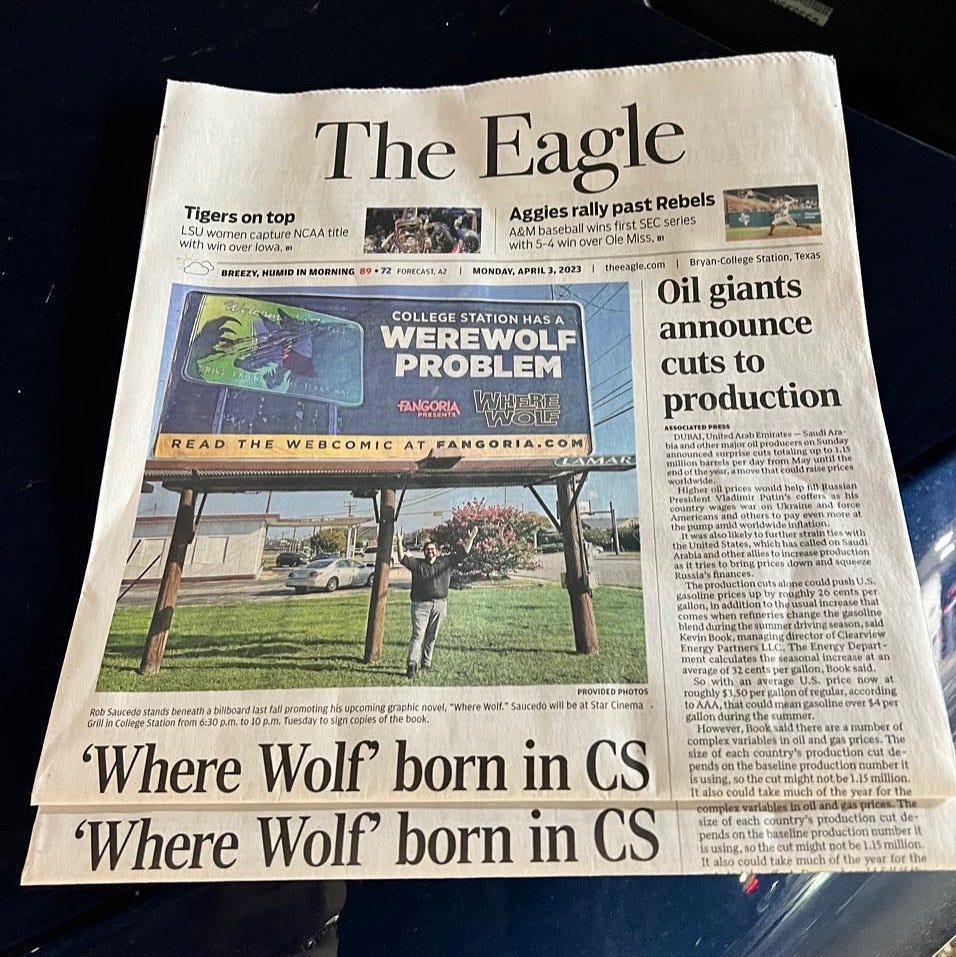 The Eagle
Tigers on top
LSU women capture NCAA title
with win over Iowa. B1
Aggies rally past Rebels
A&M baseball wins first SEC series
with 5-4 win over Ole Miss. B1
BREEZY, HUMID IN MORNING 89 • 72 FORECAST, A2 | MONDAY, APRIL 3, 2023 | theeagle.com | Bryan-College Station, Texas
Welcome
COLLEGE STATION HAS A
WEREWOLF
PROBLEM
FANGORIA
PRESENTS
WHERE
WOLF
READ THE WEBCOMIC AT FANGORIA.COM
LAMAR
PROVIDED PHOTOS
Rob Saucedo stands beneath a billboard last fall promoting his upcoming graphic novel, "Where Wolf." Saucedo will be at Star Cinema
Grill in College Station from 6:30 p.m. to 10 p.m. Tuesday to sign copies of the book.
‘Where Wolf’ born in CS
Oil giants
announce
cuts to
production
ASSOCIATED PRESS
DUBAI, United Arab Emirates — Saudi Ara-
bia and other major oil producers on Sunday
announced surprise cuts totaling up to 1.15
million barrels per day from May until the
end of the year, a move that could raise prices
worldwide.
Higher oil prices would help fill Russian
President Vladimir Putin's coffers as his
country wages war on Ukraine and force
Americans and others to pay even more at
the pump amid worldwide inflation.
It was also likely to further strain ties with
the United States, which has called on Saudi
Arabia and other allies to increase production
as it tries to bring prices down and squeeze
Russia's finances.
The production cuts alone could push U.S.
gasoline prices up by roughly 26 cents per
gallon, in addition to the usual increase that
comes when refineries change the gasoline
blend during the summer driving season, said
Kevin Book, managing director of Clearview
Energy Partners LLC. The Energy Depart-
ment calculates the seasonal increase at an
average of 32 cents per gallon, Book said.
So with an average U.S. price now at
roughly $3.50 per gallon of regular, according
to AAA, that could mean gasoline over $4 per
gallon during the summer.
However, Book said there are a number of
complex variables in oil and gas prices. The
size of each country's production cut de-
pends on the baseline production number it
is using, so the cut might not be 1.15 million.
It also could take much of the year for the
‘Where Wolf’ born in CS
complex variables in oil and gas prices. The
size of each country's production cut de-
pends on the baseline production number it
is using, so the cut might not be 1.15 million.
It also could take much of the year for the